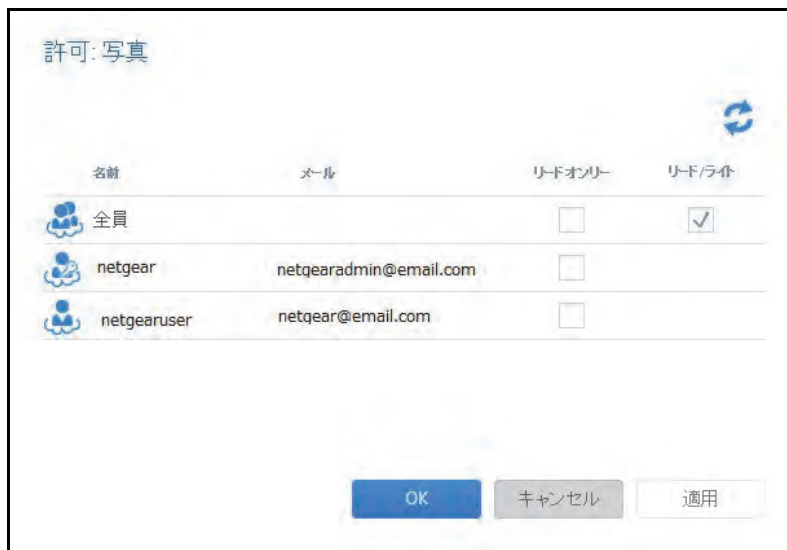 許可: 写真
名前 メール リードオンリー リード/ライト
全員
netgear netgearadmin@email.com
netgearuser netgear@email.com
OK キャンセル 適用